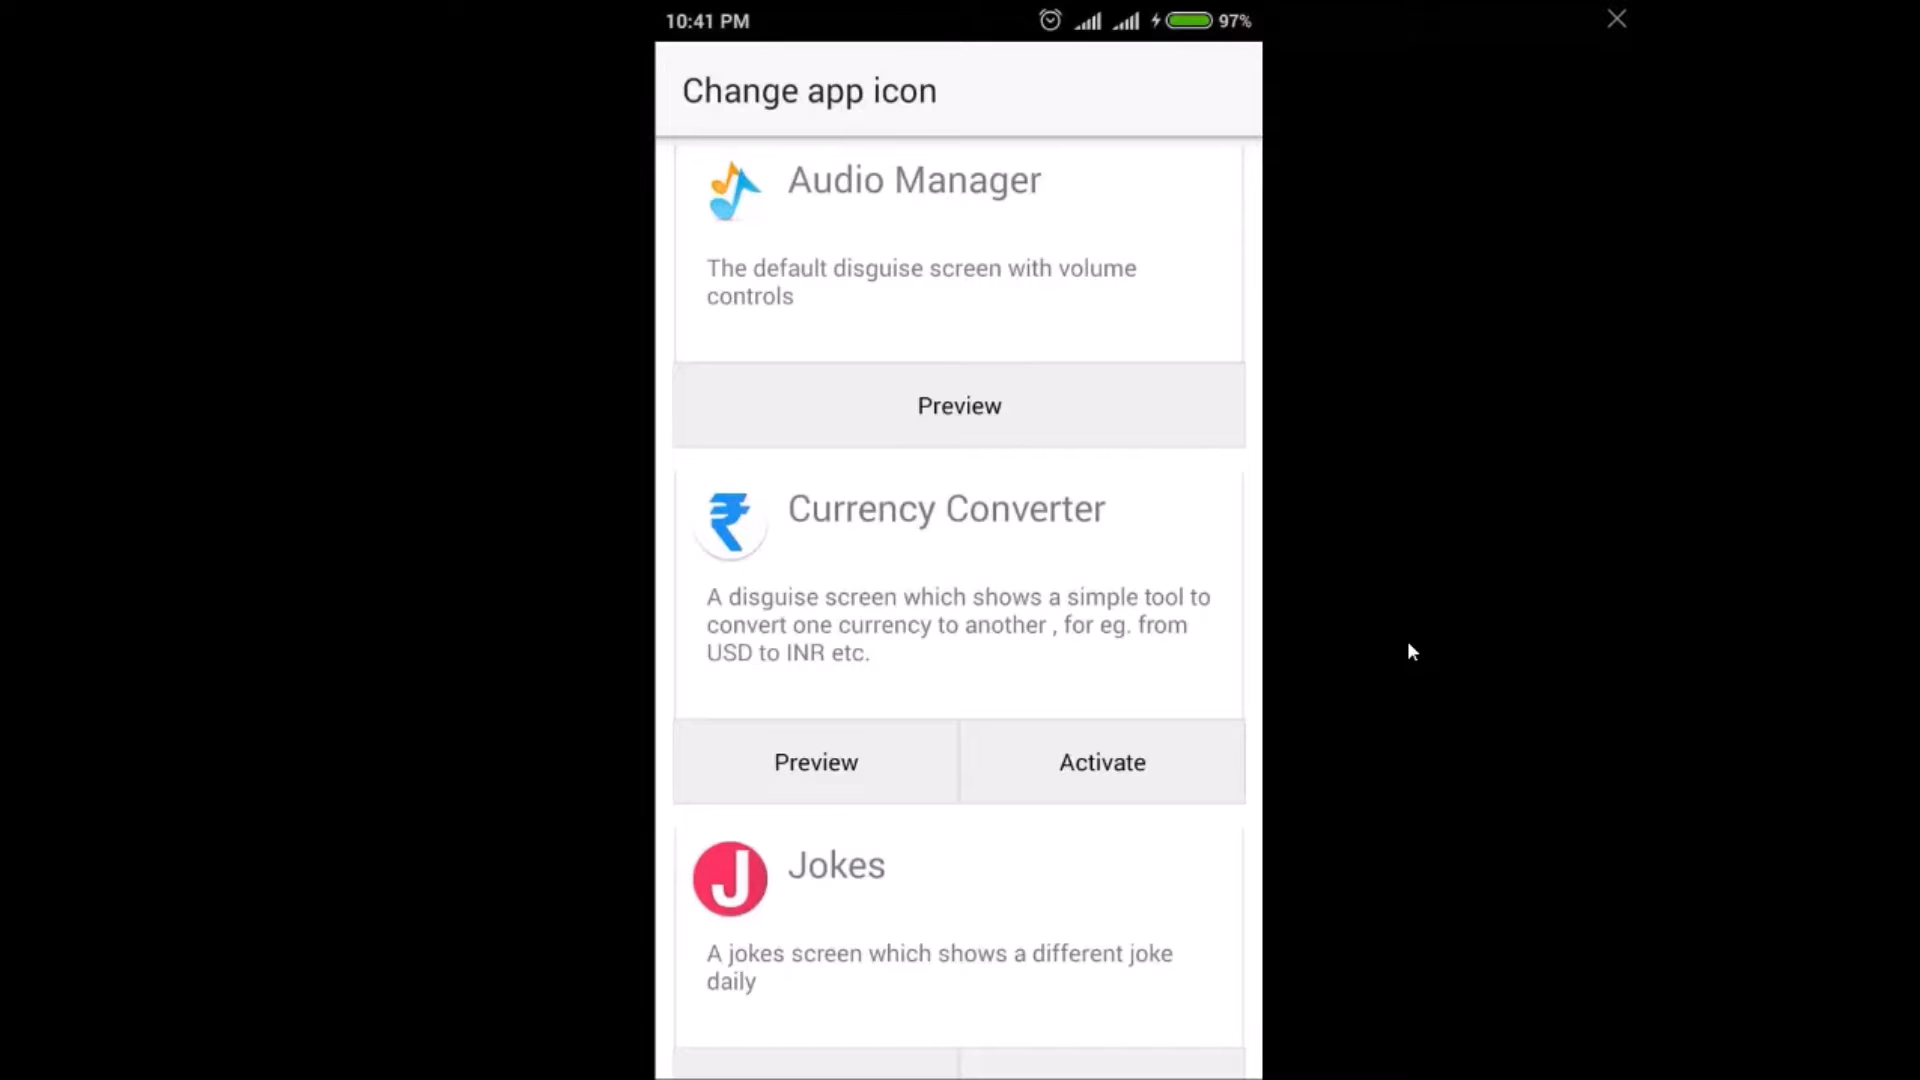 10:41 PM 97%
Change app icon
Audio Manager
The default disguise screen with volume
controls
Preview
₹
Currency Converter
A disguise screen which shows a simple tool to
convert one currency to another , for eg. from
USD to INR etc.
Preview Activate
J
Jokes
A jokes screen which shows a different joke
daily